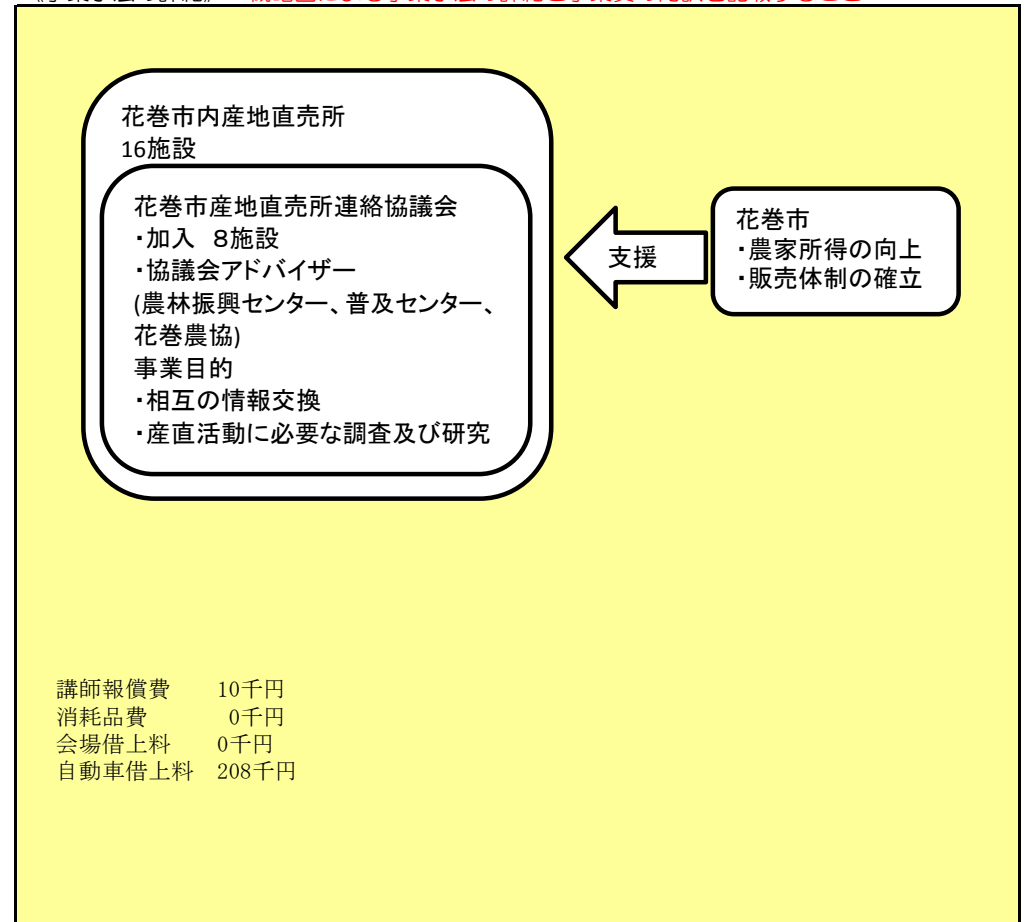 花巻市内産地直売所
16施設
花巻市産地直売所連絡協議会
・加入　８施設
・協議会アドバイザー
(農林振興センター、普及センター、
花巻農協)
事業目的
・相互の情報交換
・産直活動に必要な調査及び研究
支援
花巻市
・農家所得の向上
・販売体制の確立
講師報償費　　10千円
消耗品費　　　 0千円
会場借上料　　0千円
自動車借上料　208千円